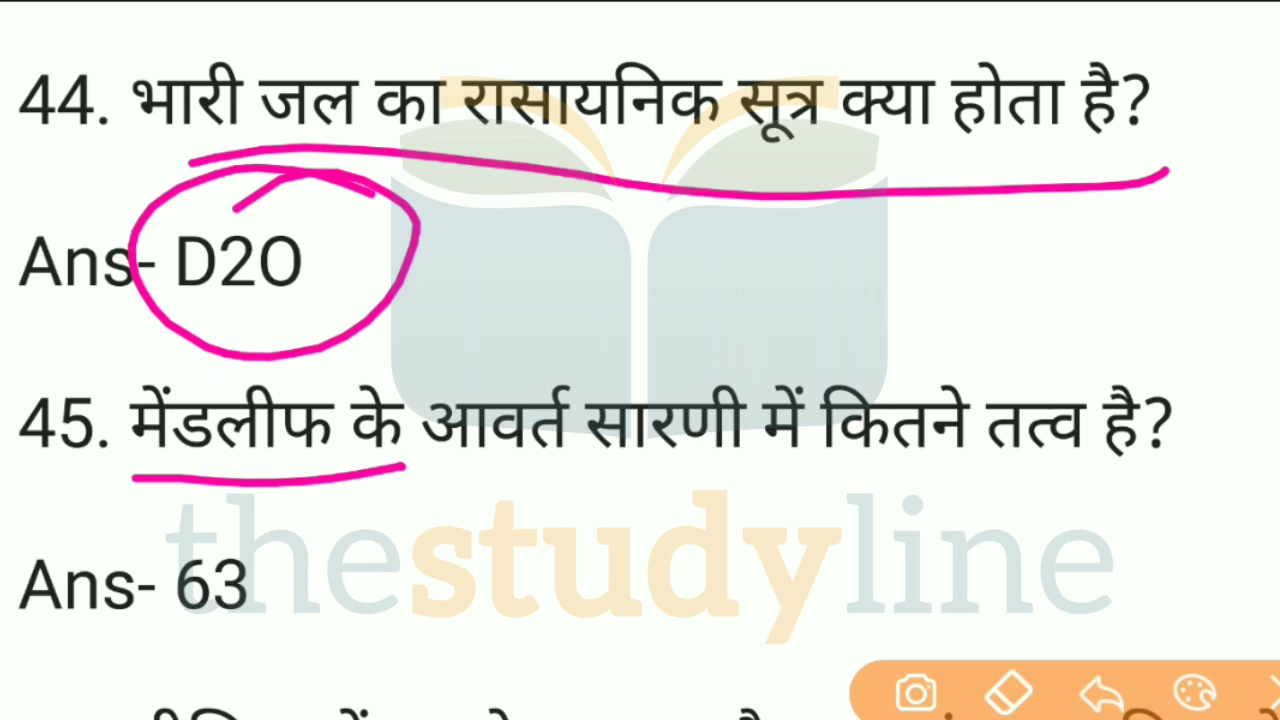 44. भारी जल का रासायनिक सूत्र क्या होता है?
Ans- D2O
45. मेंडलीफ के आवर्त सारणी में कितने तत्व है?
Ans- 63
thestudyline